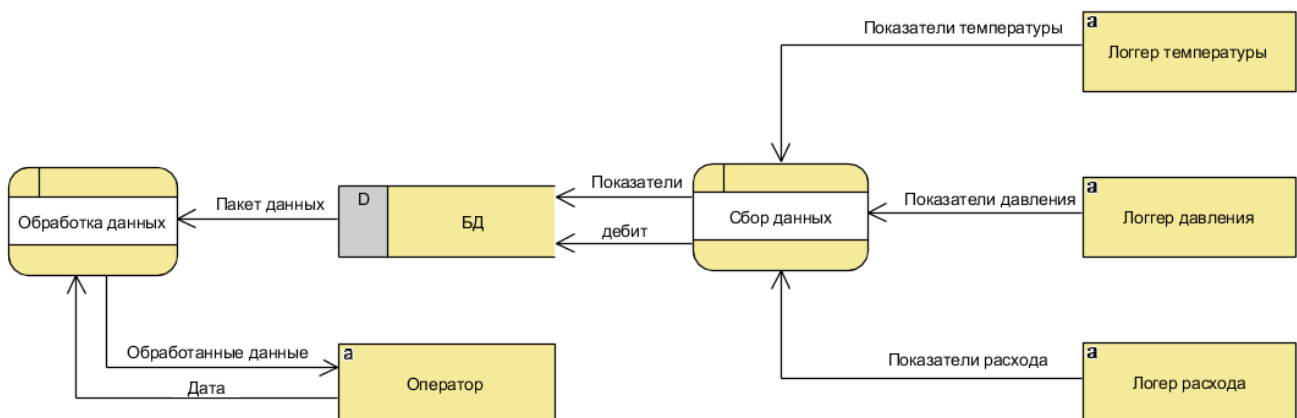 Показатели температуры
a
Логгер температуры
Обработка данных
Пакет данных
D
БД
Показатели
дебит
Сбор данных
Показатели давления
a
Логгер давления
Обработанные данные
Дата
a
Оператор
Показатели расхода
a
Логер расхода